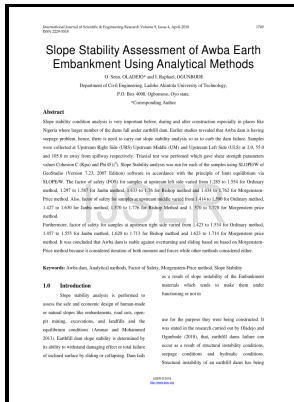 International Journal of Scientific & Engineering Research Volume 9, Issue 4, April-2018
1749
ISSN 2229-5518
Slope Stability Assessment of Awba Earth
Embankment Using Analytical Methods
O. Seun, OLADEJO* and I. Raphael, OGUNBODE
Department of Civil Engineering, Ladoke Akintola University of Technology,
P.O. Box 4000, Ogbomoso, Oyo state.
*Corresponding Author
Abstract
Slope stability condition analysis is very important before, during and after construction especially in places like
Nigeria where larger number of the dams fall under earthfill dam. Earlier studies revealed that Awba dam is having
seepage problem, hence, there is need to carry out slope stability analysis so as to curb the dam failure. Samples
were collected at Upstream Right Side (URS) Upstream Middle (UM) and Upstream Left Side (ULS) at 2.0, 55.0
and 105.0 m away from spillway respectively. Triaxial test was performed which give shear strength parameters
values Cohesion C (Kpa) and Phi Ø (°). Slope stability analysis was run for each of the samples using SLOPE/W of
GeoStudio (Version 7.23, 2007 Edition) software in accordance with the principle of limit equilibrium via
SLOPE/W. The factor of safety (FOS) for samples at upstream left side varied from 1.285 to 1.554 for Ordinary
method, 1.297 to 1.587 for Janbu method, 1.433 to 1.76 for Bishop method and 1.434 to 1.762 for Morgenstern
Price method. Also, factor of safety for samples at upstream middle varied from 1.414 to 1.590 for Ordinary method,
1.427 to 1.630 for Janbu method, 1.570 to 1.776 for Bishop Method and 1.570 to 1.778 for Morgenstern price
method.
Furthermore, factor of safety for samples at upstream right side varied from 1.423 to 1.534 for Ordinary method,
1.457 to 1.555 for Janbu method, 1.620 to 1.713 for Bishop method and 1.623 to 1.714 for Morgenstern price
method. It was concluded that Awba dam is stable against overturning and sliding based on based on Morgenstern-
Price method because it considered iteration of both moment and forces while other methods considered either.
Keywords: Awba dam, Analytical methods, Factor of Safety, Morgenstern-Price method, Slope Stability
1.0 Introduction
Slope stability analysis is performed to
assess the safe and economic design of human-made
or natural slopes like embankments, road cuts, open-
pit mining, excavations, and landfills and the
equilibrium conditions (Arunav and Mohammed
2013). Earthfill dam slope stability is determined by
its ability to withstand damaging effect or total failure
of inclined surface by sliding or collapsing. Dam fails
as a result of slope instability of the Embankment
materials which tends to make them under
functioning or not in
use for the purpose they were being constructed. It
was stated in the research carried out by Oladejo and
Ogunbode (2018), that, earthfill dams failure can
occur as a result of structural instability conditions,
seepage conditions and hydraulic conditions.
Structural instability of an earthfill dams has being
IJSER © 2018
http://www.ijser.org